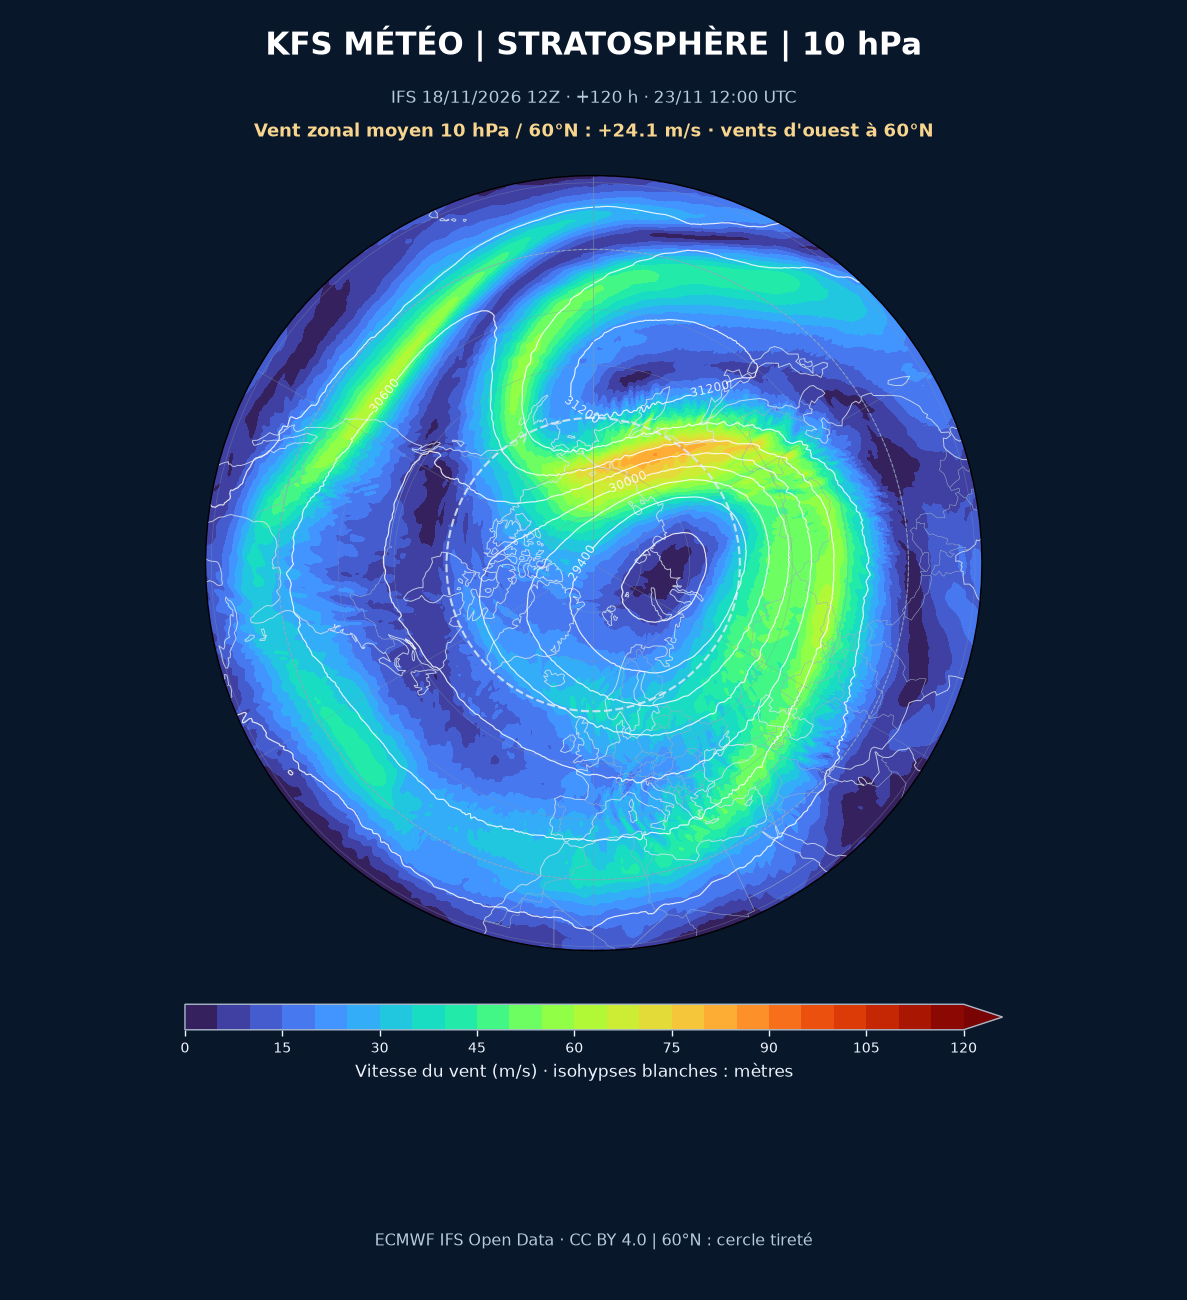 KFS MÉTÉO | STRATOSPHÈRE | 10 hPa
IFS 18/11/2026 12Z · +120 h · 23/11 12:00 UTC
Vent zonal moyen 10 hPa / 60°N : +24.1 m/s · vents d'ouest à 60°N
30600
31200
31200
30000
29400
0 15 30 45 60 75 90 105 120
Vitesse du vent (m/s) · isohypses blanches : mètres
ECMWF IFS Open Data · CC BY 4.0 | 60°N : cercle tireté